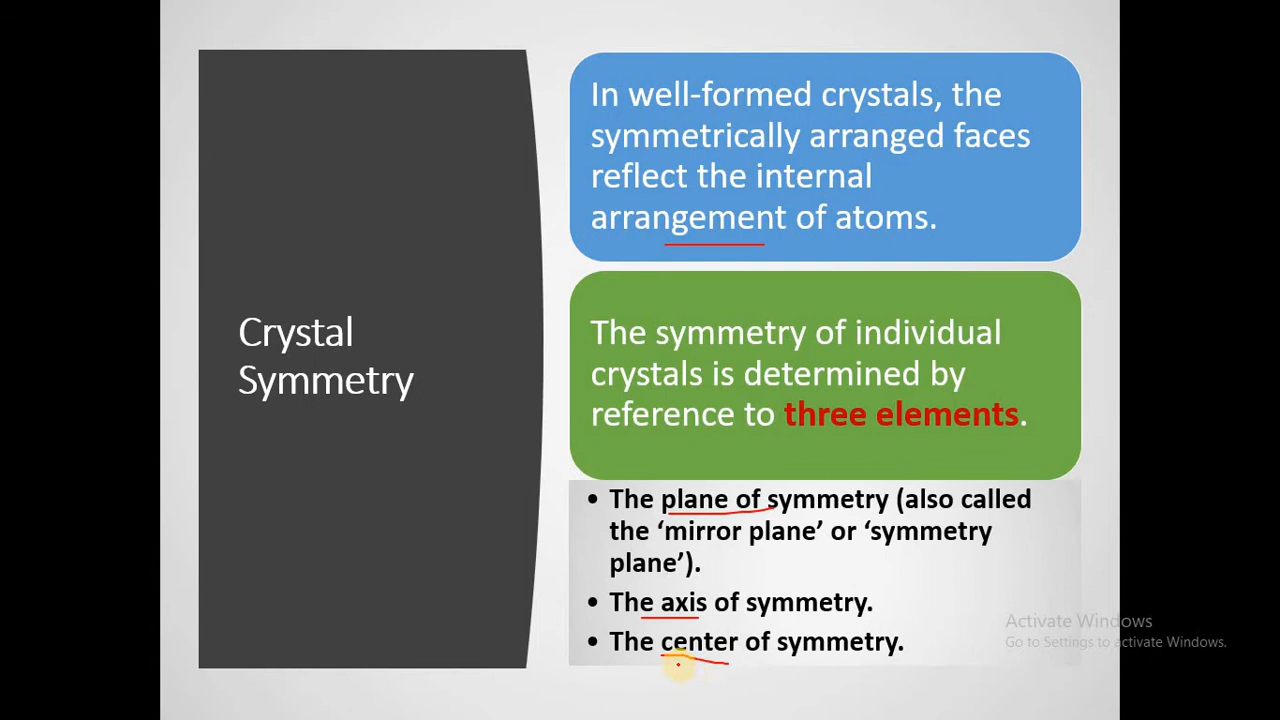 Crystal
Symmetry
In well-formed crystals, the
symmetrically arranged faces
reflect the internal
arrangement of atoms.
The symmetry of individual
crystals is determined by
reference to three elements.
• The plane of symmetry (also called
the ‘mirror plane’ or ‘symmetry
plane’).
• The axis of symmetry.
• The center of symmetry.
Activate Windows
Go to Settings to activate Windows.